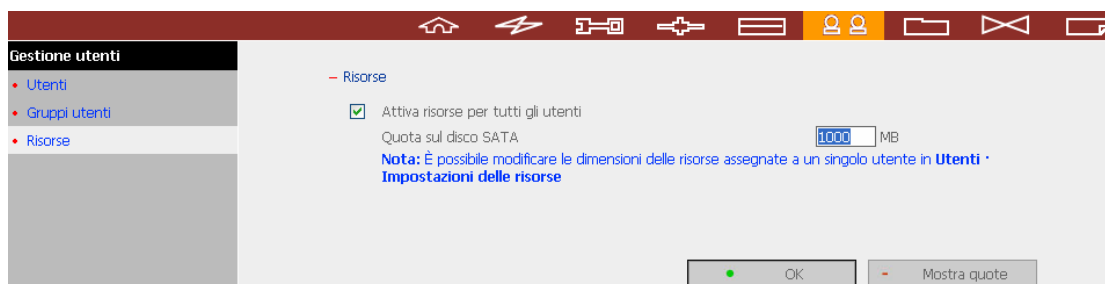 Gestione utenti
Utenti
Gruppi utenti
Risorse
– Risorse
Attiva risorse per tutti gli utenti
Quota sul disco SATA 1000 MB
Nota: È possibile modificare le dimensioni delle risorse assegnate a un singolo utente in Utenti ·
Impostazioni delle risorse
OK
Mostra quote